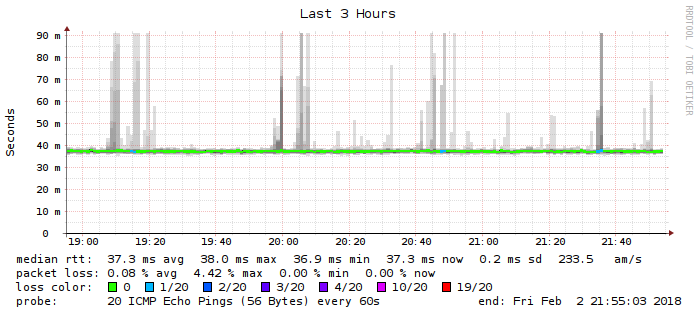 Last 3 Hours
RRDTOOL / TOBI OETIKER
Seconds
90 m
80 m
70 m
60 m
50 m
40 m
30 m
20 m
10 m
0
19:00 19:20 19:40 20:00 20:20 20:40 21:00 21:20 21:40
median rtt: 37.3 ms avg 38.0 ms max 36.9 ms min 37.3 ms now 0.2 ms sd 233.5 am/s
packet loss: 0.08 % avg 4.42 % max 0.00 % min 0.00 % now
loss color: 0 1/20 2/20 3/20 4/20 10/20 19/20
probe: 20 ICMP Echo Pings (56 Bytes) every 60s end: Fri Feb 2 21:55:03 2018